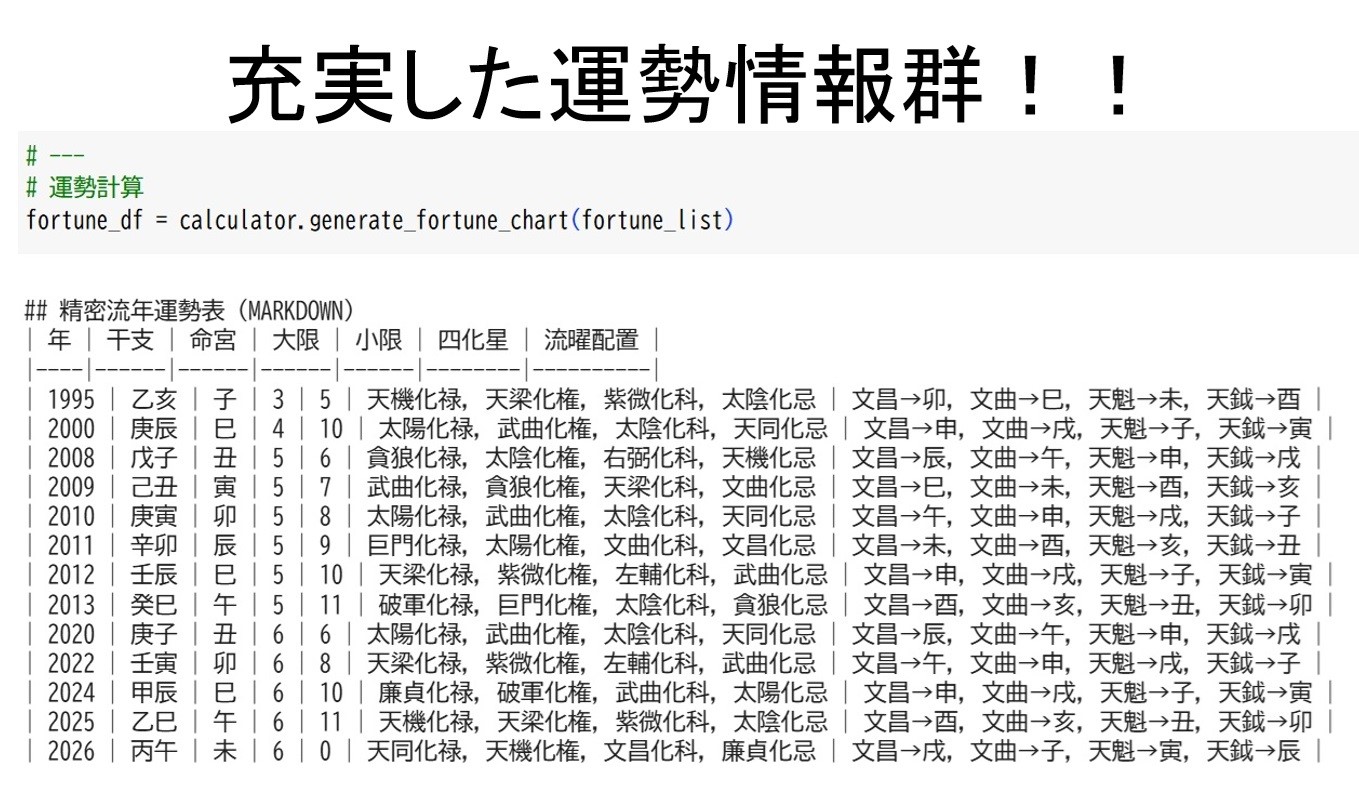 充実した運勢情報群！！
# ---
# 運勢計算
fortune_df = calculator.generate_fortune_chart(fortune_list)
## 精密流年運勢表 (MARKDOWN)
| 年 | 干支 | 命宮 | 大限 | 小限 | 四化星 | 流曜配置 |
|----|------|------|------|------|--------|----------|
| 1995 | 乙亥 | 子 | 3 | 5 | 天機化禄, 天梁化権, 紫微化科, 太陰化忌 | 文昌→卯, 文曲→巳, 天魁→未, 天鉞→酉 |
| 2000 | 庚辰 | 巳 | 4 | 10 | 太陽化禄, 武曲化権, 太陰化科, 天同化忌 | 文昌→申, 文曲→戌, 天魁→子, 天鉞→寅 |
| 2008 | 戊子 | 丑 | 5 | 6 | 貪狼化禄, 太陰化権, 右弼化科, 天機化忌 | 文昌→辰, 文曲→午, 天魁→申, 天鉞→戌 |
| 2009 | 己丑 | 寅 | 5 | 7 | 武曲化禄, 貪狼化権, 天梁化科, 文曲化忌 | 文昌→巳, 文曲→未, 天魁→酉, 天鉞→亥 |
| 2010 | 庚寅 | 卯 | 5 | 8 | 太陽化禄, 武曲化権, 太陰化科, 天同化忌 | 文昌→午, 文曲→申, 天魁→戌, 天鉞→子 |
| 2011 | 辛卯 | 辰 | 5 | 9 | 巨門化禄, 太陽化権, 文曲化科, 文昌化忌 | 文昌→未, 文曲→酉, 天魁→亥, 天鉞→丑 |
| 2012 | 壬辰 | 巳 | 5 | 10 | 天梁化禄, 紫微化権, 左輔化科, 武曲化忌 | 文昌→申, 文曲→戌, 天魁→子, 天鉞→寅 |
| 2013 | 癸巳 | 午 | 5 | 11 | 破軍化禄, 巨門化権, 太陰化科, 貪狼化忌 | 文昌→酉, 文曲→亥, 天魁→丑, 天鉞→卯 |
| 2020 | 庚子 | 丑 | 6 | 6 | 太陽化禄, 武曲化権, 太陰化科, 天同化忌 | 文昌→辰, 文曲→午, 天魁→申, 天鉞→戌 |
| 2022 | 壬寅 | 卯 | 6 | 8 | 天梁化禄, 紫微化権, 左輔化科, 武曲化忌 | 文昌→午, 文曲→申, 天魁→戌, 天鉞→子 |
| 2024 | 甲辰 | 巳 | 6 | 10 | 廉貞化禄, 破軍化権, 武曲化科, 太陽化忌 | 文昌→申, 文曲→戌, 天魁→子, 天鉞→寅 |
| 2025 | 乙巳 | 午 | 6 | 11 | 天機化禄, 天梁化権, 紫微化科, 太陰化忌 | 文昌→酉, 文曲→亥, 天魁→丑, 天鉞→卯 |
| 2026 | 丙午 | 未 | 6 | 0 | 天同化禄, 天機化権, 文昌化科, 廉貞化忌 | 文昌→戌, 文曲→子, 天魁→寅, 天鉞→辰 |